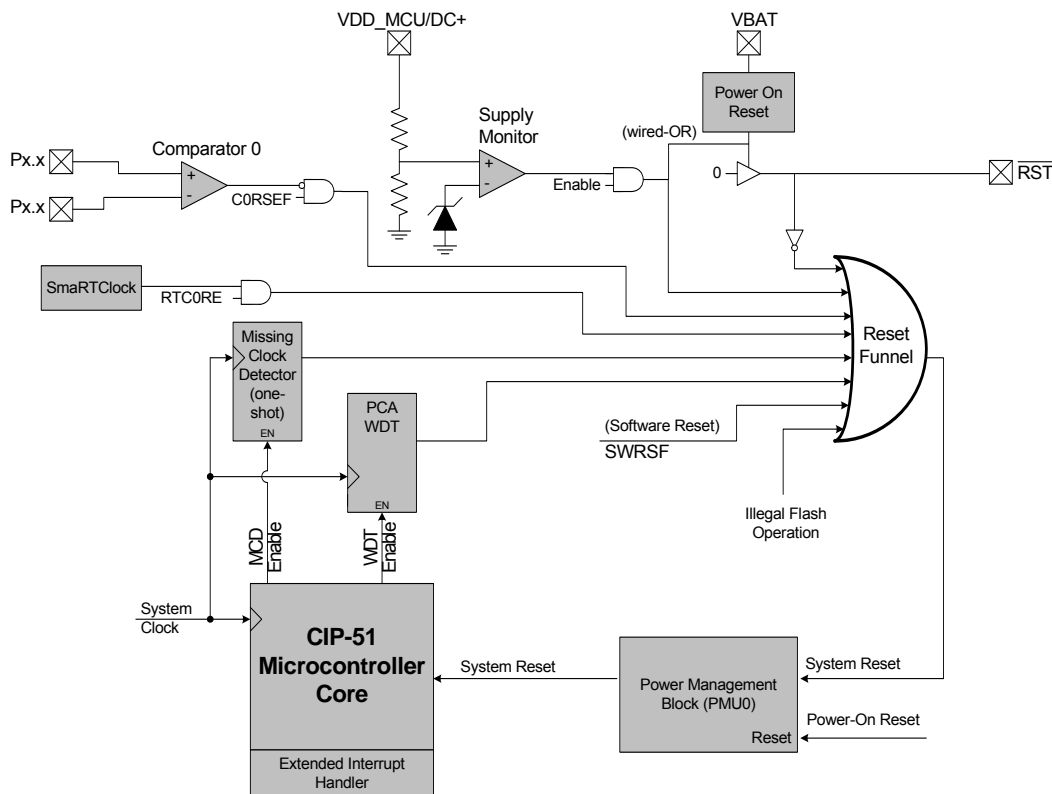 VDD_MCU/DC+
VBAT
Power On
Reset
Supply
Monitor
(wired-OR)
Comparator 0
Px.x
+
-
Px.x
C0RSEF
+
-
Enable
0
RST
SmaRTClock
RTC0RE
Missing
Clock
Detector
(one-
shot)
EN
PCA
WDT
EN
Reset
Funnel
(Software Reset)
SWRSF
Illegal Flash
Operation
MCD
Enable
WDT
Enable
System
Clock
CIP-51
Microcontroller
Core
Extended Interrupt
Handler
System Reset
Power Management
Block (PMU0)
Reset
System Reset
Power-On Reset